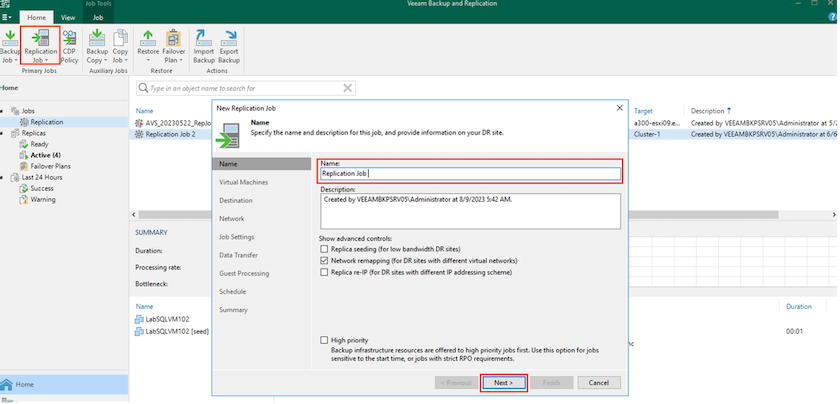 Job Tools
Veeam Backup and Replication
Home View Job
Backup Job
Replication Job
CDP Policy
Backup Copy
Copy Job
Restore
Failover Plan
Import Backup
Export Backup
Primary Jobs
Auxiliary Jobs
Restore
Actions
Home
Jobs
Replication
Replicas
Ready
Active (4)
Failover Plans
Last 24 Hours
Success
Warning
Home
Type in an object name to search for
Name
AVS_20230522_RepJo
Replication Job 2
Target
Description
a300-esxi09.e...
Created by VEEAMBKPSRV05\Administrator at 5/2
Cluster-1
Created by VEEAMBKPSRV05\Administrator at 6/6
SUMMARY
Duration:
Processing rate:
Bottleneck:
Name
LabSQLVM102
LabSQLVM102 [seed]
Duration
00:01
New Replication Job
Name
Specify the name and description for this job, and provide information on your DR site.
Name
Virtual Machines
Destination
Network
Job Settings
Data Transfer
Guest Processing
Schedule
Summary
Name:
Replication Job
Description:
Created by VEEAMBKPSRV05\Administrator at 8/9/2023 5:42 AM.
Show advanced controls:
Replica seeding (for low bandwidth DR sites)
Network remapping (for DR sites with different virtual networks)
Replica re-IP (for DR sites with different IP addressing scheme)
High priority
Backup infrastructure resources are offered to high priority jobs first. Use this option for jobs
sensitive to the start time, or jobs with strict RPO requirements.
< Previous
Next >
Finish
Cancel